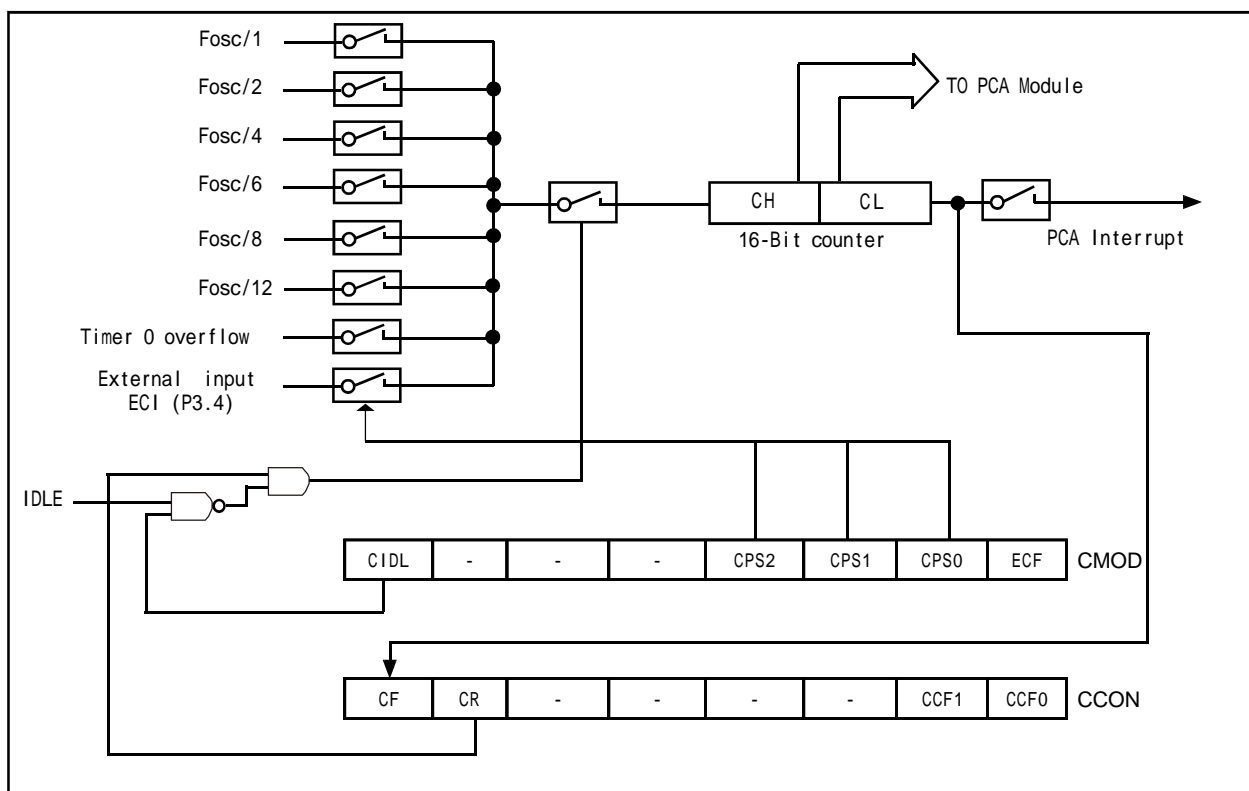 Fosc/1
Fosc/2
Fosc/4
Fosc/6
Fosc/8
Fosc/12
Timer 0 overflow
External input
ECI (P3.4)
TO PCA Module
CH CL
16-Bit counter
PCA Interrupt
IDLE
CIDL - - - CPS2 CPS1 CPS0 ECF CMOD
CF CR - - - - CCF1 CCF0 CCON